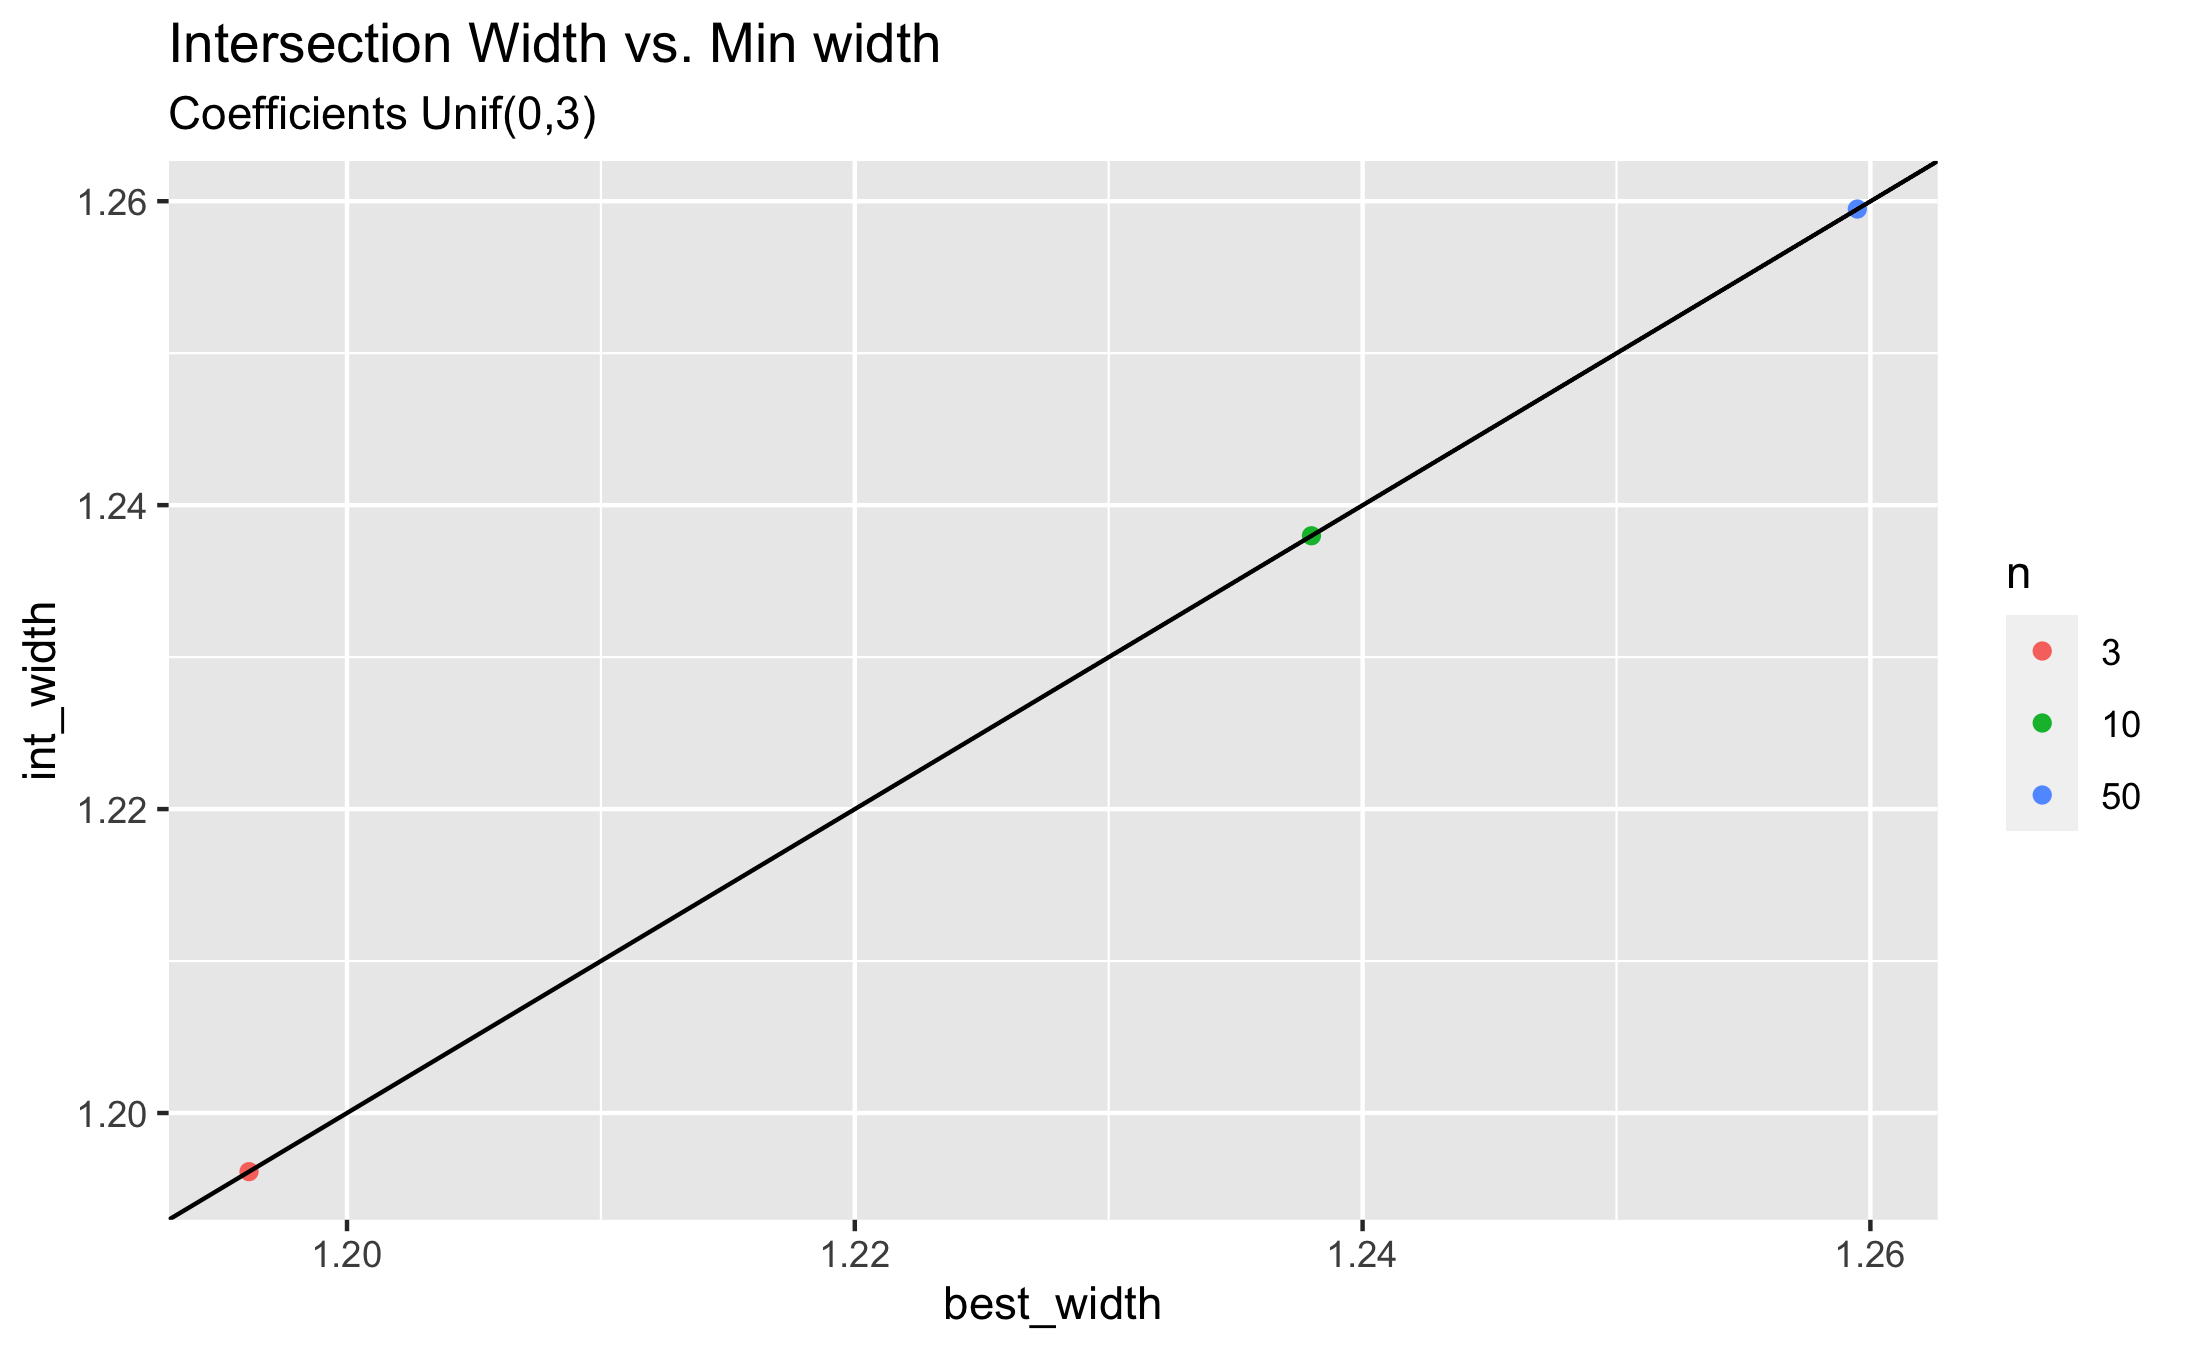 Intersection Width vs. Min width
Coefficients Unif(0,3)
1.26
1.24
1.22
1.20
int_width
1.20
1.22
1.24
1.26
best_width
n
3
10
50